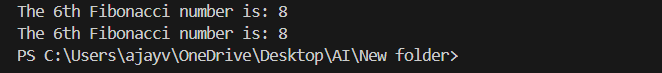 The 6th Fibonacci number is: 8
The 6th Fibonacci number is: 8
PS C:\Users\ajayv\OneDrive\Desktop\AI\New folder>